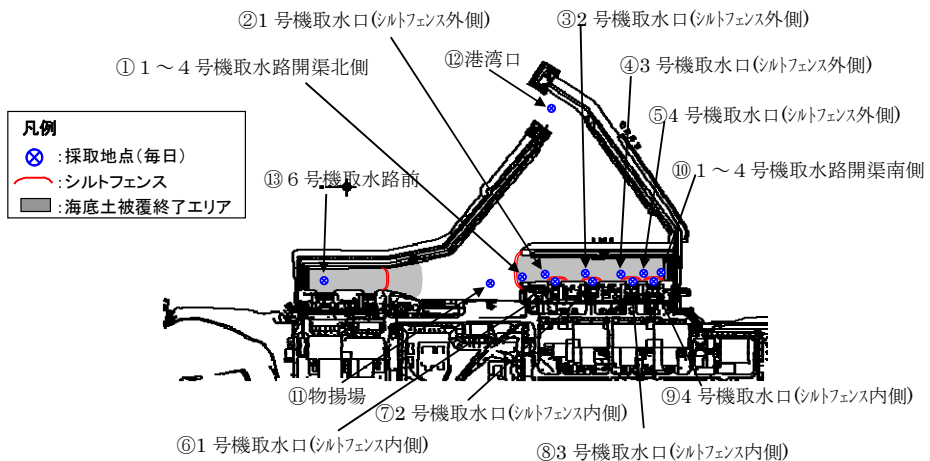 ②1 号機取水口(シルトフェンス外側)
③2 号機取水口(シルトフェンス外側)
①１～４号機取水路開渠北側
⑫港湾口
④3 号機取水口(シルトフェンス外側)
⑤4 号機取水口(シルトフェンス外側)
凡例
:採取地点(毎日)
:シルトフェンス
:海底土被覆終了エリア
⑬６号機取水路前
⑩１～４号機取水路開渠南側
⑪物揚場
⑦2 号機取水口(シルトフェンス内側)
⑨4 号機取水口(シルトフェンス内側)
⑥1 号機取水口(シルトフェンス内側)
⑧3 号機取水口(シルトフェンス内側)